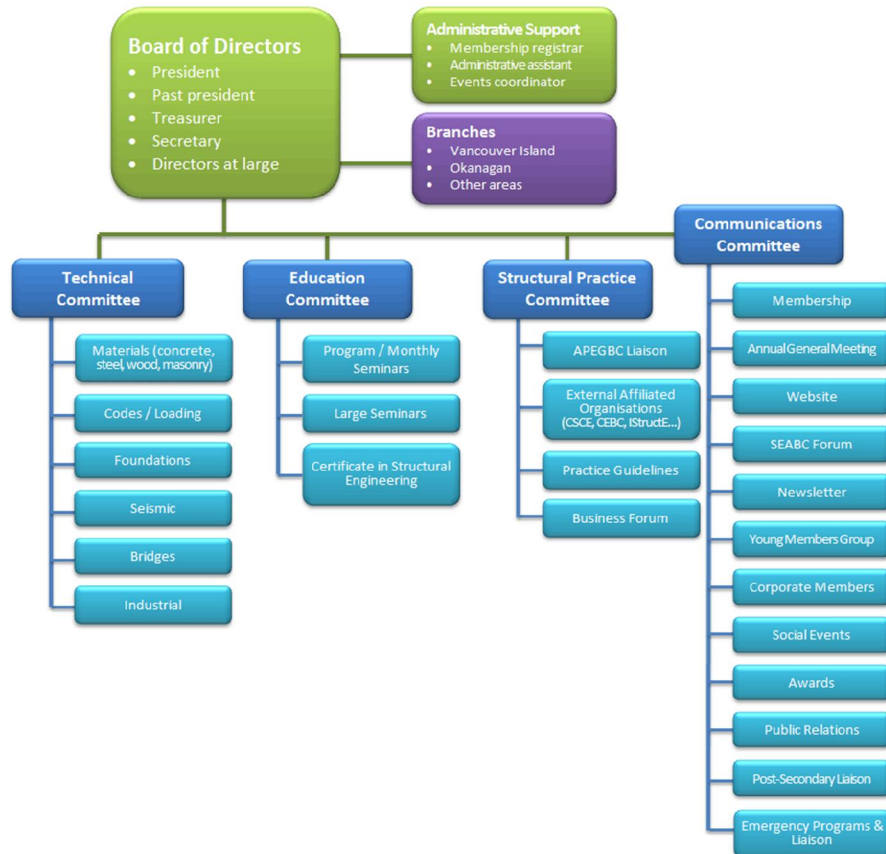 Board of Directors
• President
• Past president
• Treasurer
• Secretary
• Directors at large
Administrative Support
• Membership registrar
• Administrative assistant
• Events coordinator
Branches
• Vancouver Island
• Okanagan
• Other areas
Technical
Committee
Materials (concrete,
steel, wood, masonry)
Codes / Loading
Foundations
Seismic
Bridges
Industrial
Education
Committee
Program / Monthly
Seminars
Large Seminars
Certificate in Structural
Engineering
Structural Practice
Committee
APEGBC Liaison
External Affiliated
Organisations
(CSCE, CEBC, IStructE...)
Practice Guidelines
Business Forum
Communications
Committee
Membership
Annual General Meeting
Website
SEABC Forum
Newsletter
Young Members Group
Corporate Members
Social Events
Awards
Public Relations
Post-Secondary Liaison
Emergency Programs &
Liaison